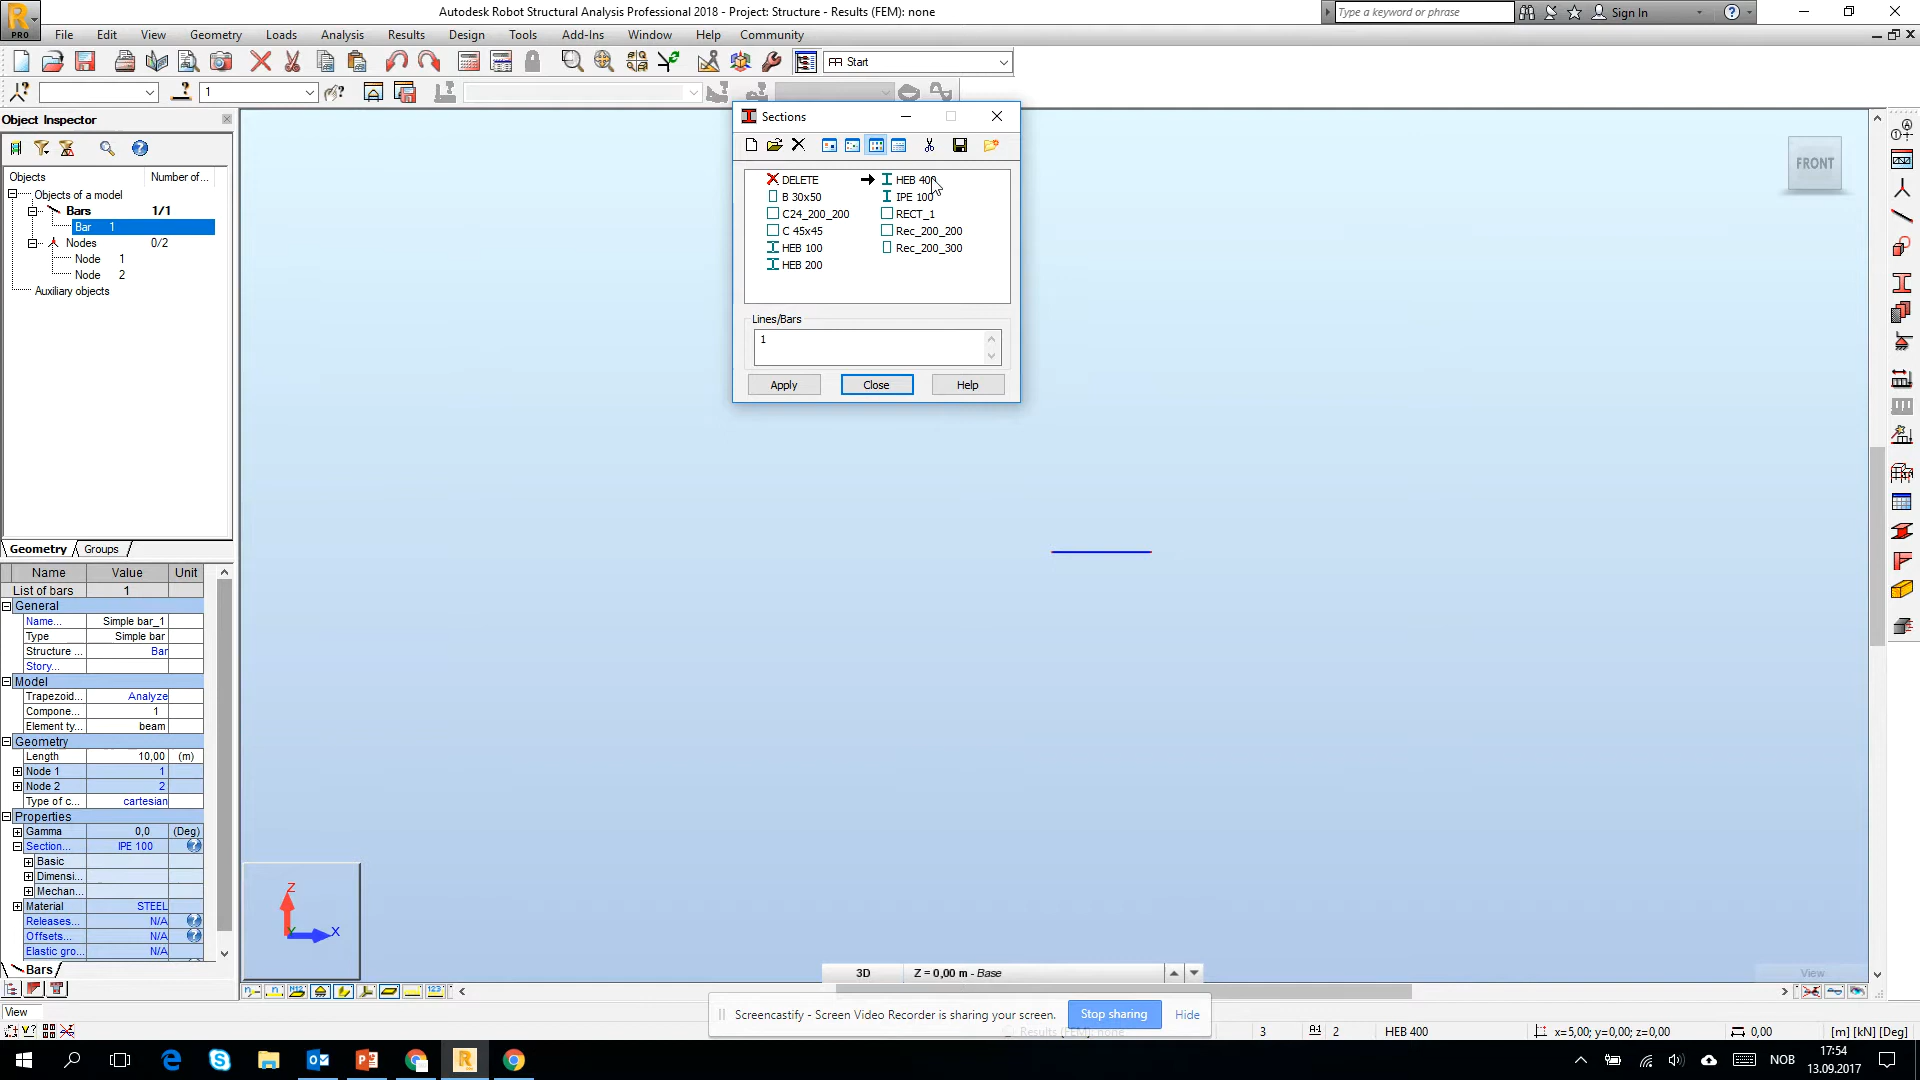 Autodesk Robot Structural Analysis Professional 2018 - Project: Structure - Results (FEM): none
Type a keyword or phrase
Sign In
PRO
File Edit View Geometry Loads Analysis Results Design Tools Add-Ins Window Help Community
Start
1
Object Inspector
Objects Number of...
Objects of a model
Bars 1/1
Bar 1
Nodes 0/2
Node 1
Node 2
Auxiliary objects
Geometry Groups
Sections
DELETE
B 30x50
C24_200_200
C 45x45
HEB 100
HEB 200
HEB 400
IPE 100
RECT_1
Rec_200_200
Rec_200_300
Lines/Bars
1
Apply Close Help
FRONT
Name Value Unit
List of bars 1
General
Name... Simple bar_1
Type Simple bar
Structure ... Bar
Story...
Model
Trapezoid... Analyze
Compone... 1
Element ty... beam
Geometry
Length 10,00 (m)
Node 1 1
Node 2 2
Type of c... cartesian
Properties
Gamma 0,0 (Deg)
Section... IPE 100
Basic
Dimensi...
Mechan...
Material STEEL
Releases... N/A
Offsets... N/A
Elastic gro... N/A
Bars
Z
Y
X
3D Z = 0,00 m - Base
View
View
Screencastify - Screen Video Recorder is sharing your screen. Stop sharing Hide
Results (FEM): none
3 2 HEB 400 x=5,00; y=0,00; z=0,00 0,00 [m] [kN] [Deg]
NOB
17:54
13.09.2017